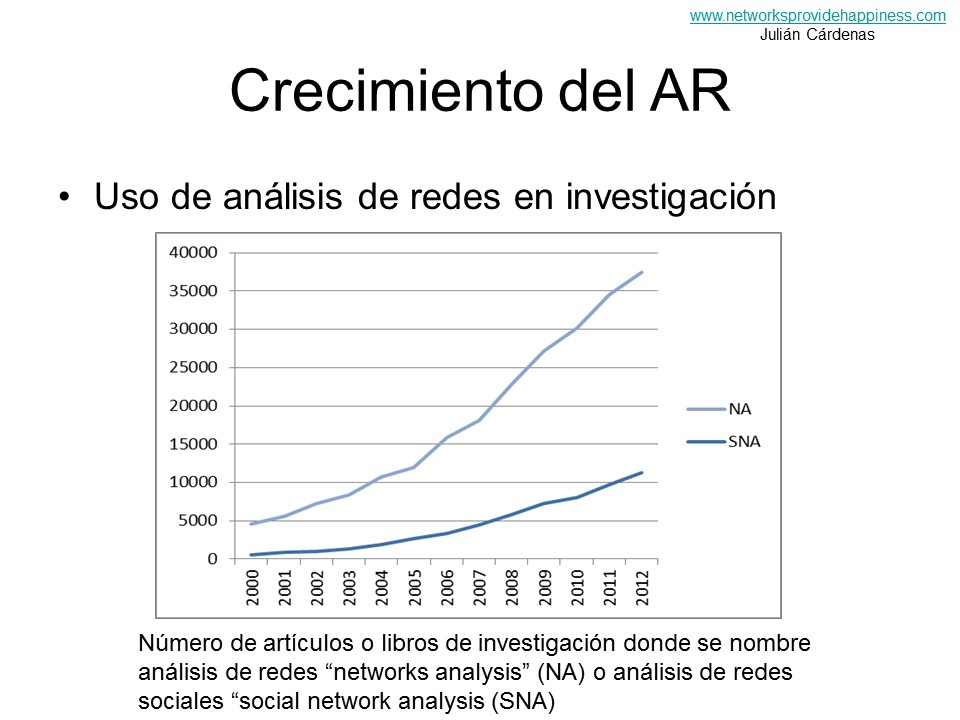 www.networksprovidehappiness.com
Julián Cárdenas
Crecimiento del AR
• Uso de análisis de redes en investigación
40000
35000
30000
25000
20000
15000
10000
5000
0
NA
SNA
2000 2001 2002 2003 2004 2005 2006 2007 2008 2009 2010 2011 2012
Número de artículos o libros de investigación donde se nombre
análisis de redes “networks analysis” (NA) o análisis de redes
sociales “social network analysis (SNA)